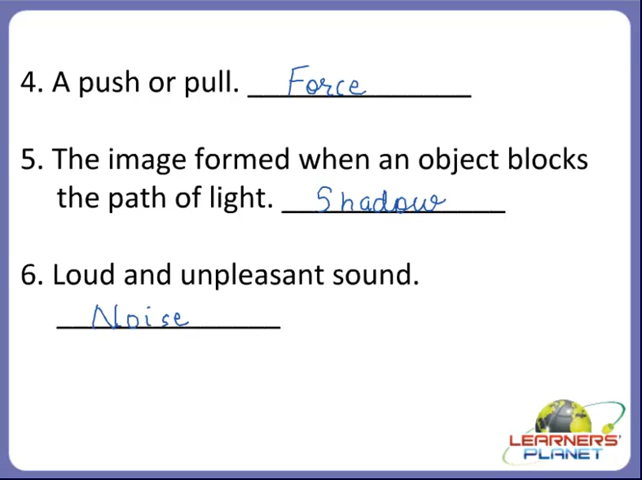 4. A push or pull. Force
5. The image formed when an object blocks
the path of light. Shadow
6. Loud and unpleasant sound.
Noise
LEARNERS'
PLANET